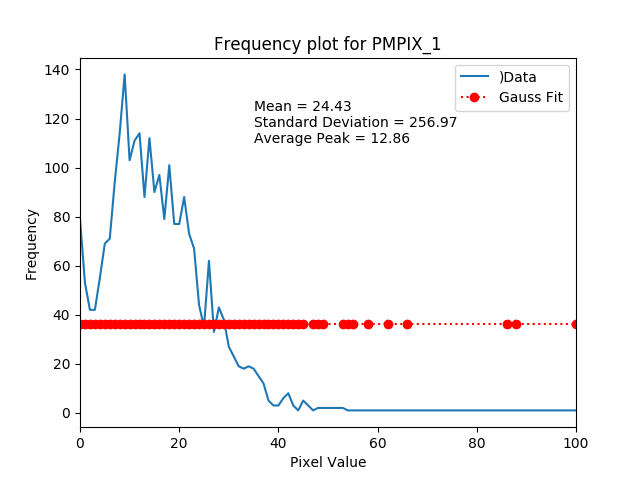 Frequency plot for PMPIX_1
)Data
Gauss Fit
Mean = 24.43
Standard Deviation = 256.97
Average Peak = 12.86
140
120
100
80
60
40
20
0
Frequency
0 20 40 60 80 100
Pixel Value